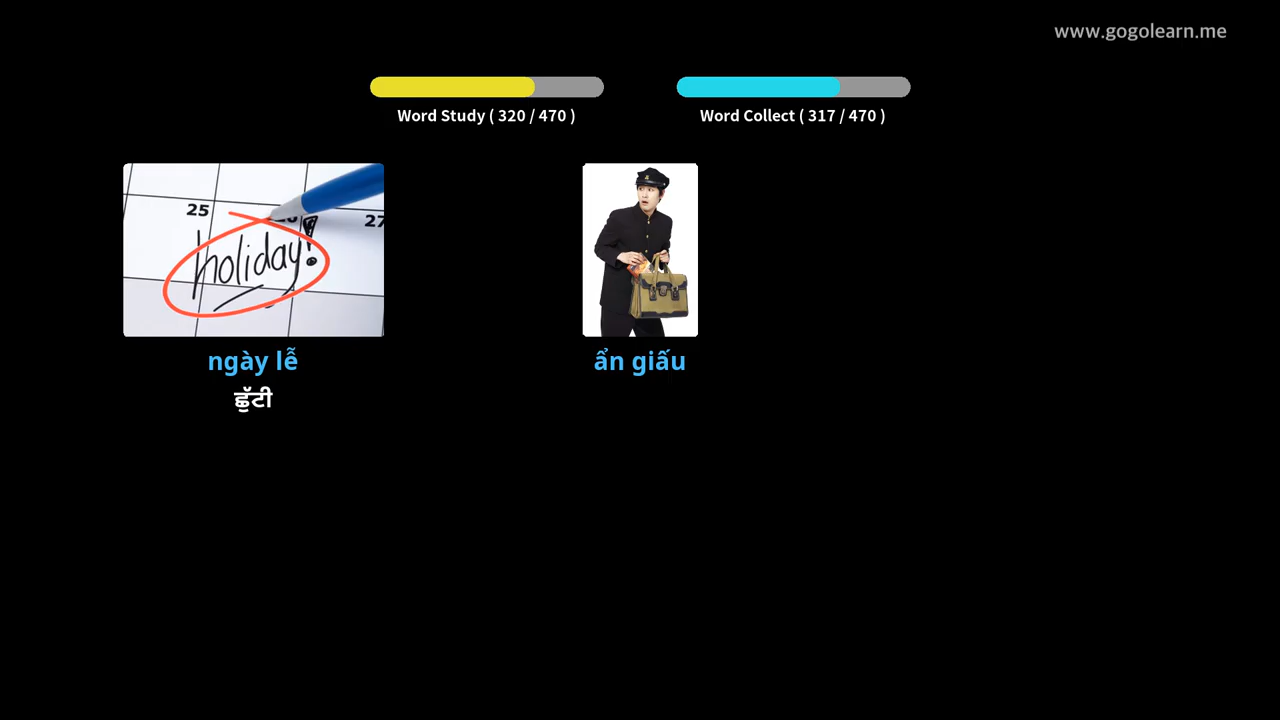 www.gogolearn.me
Word Study ( 320 / 470 )
Word Collect ( 317 / 470 )
25
27
holiday!
ngày lễ
ẩn giấu
ਛੁੱਟੀ